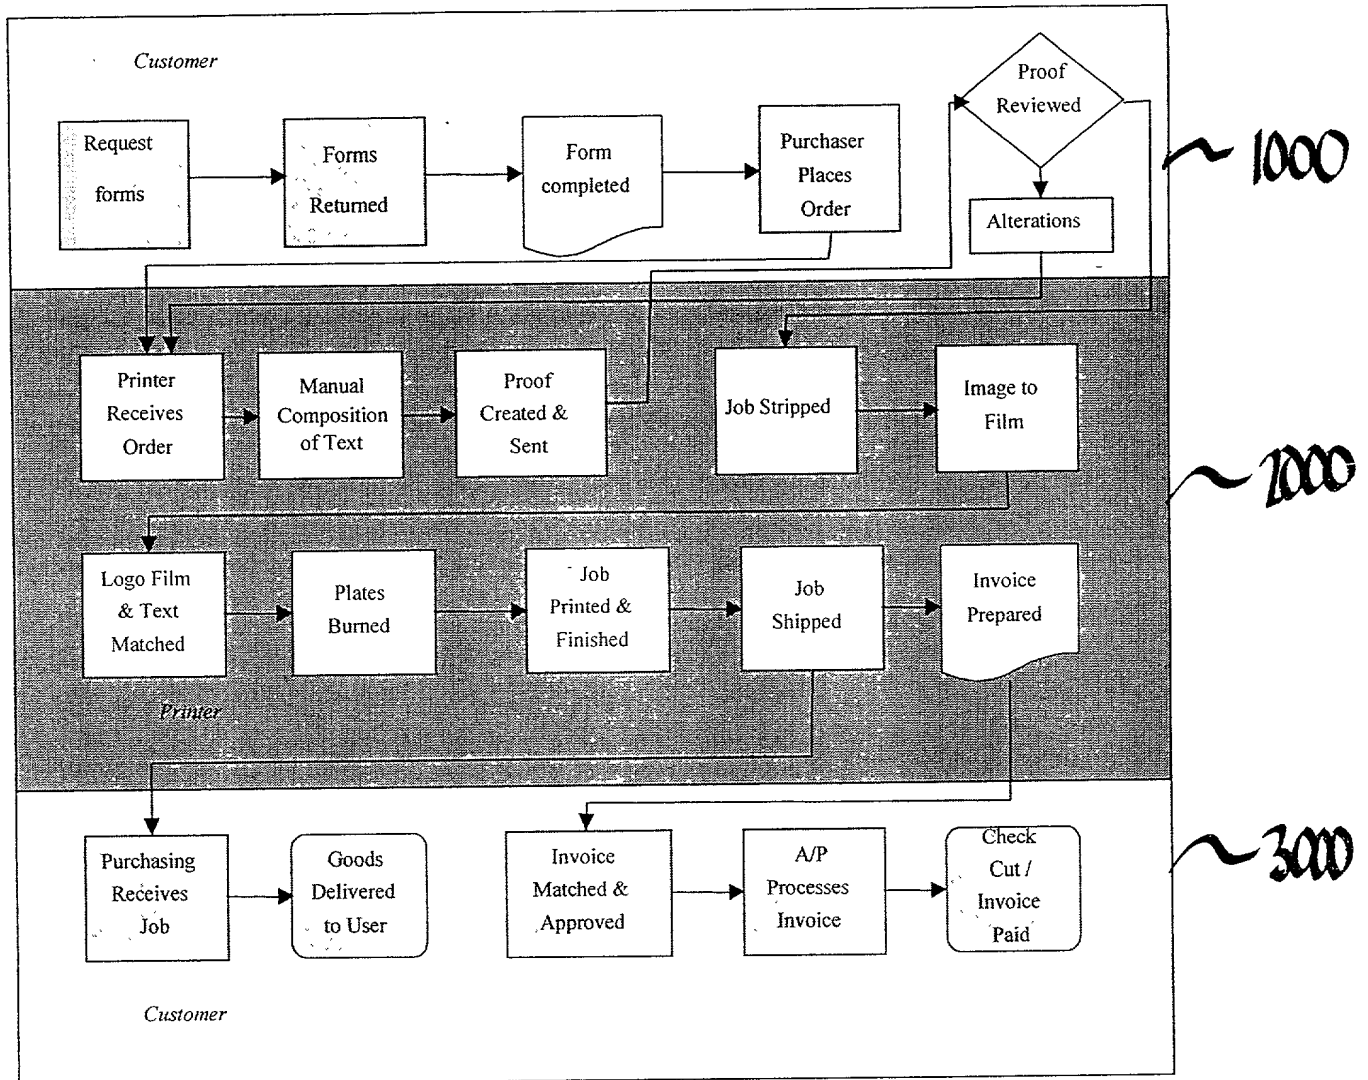 Customer
Request
forms
Forms
Returned
Form
completed
Purchaser
Places
Order
Proof
Reviewed
Alterations
1000
Printer
Receives
Order
Manual
Composition
of Text
Proof
Created &
Sent
Job Stripped
Image to
Film
2000
Logo Film
& Text
Matched
Plates
Burned
Job
Printed &
Finished
Job
Shipped
Invoice
Prepared
Printer
Purchasing
Receives
Job
Goods
Delivered
to User
Invoice
Matched &
Approved
A/P
Processes
Invoice
Check
Cut /
Invoice
Paid
3000
Customer